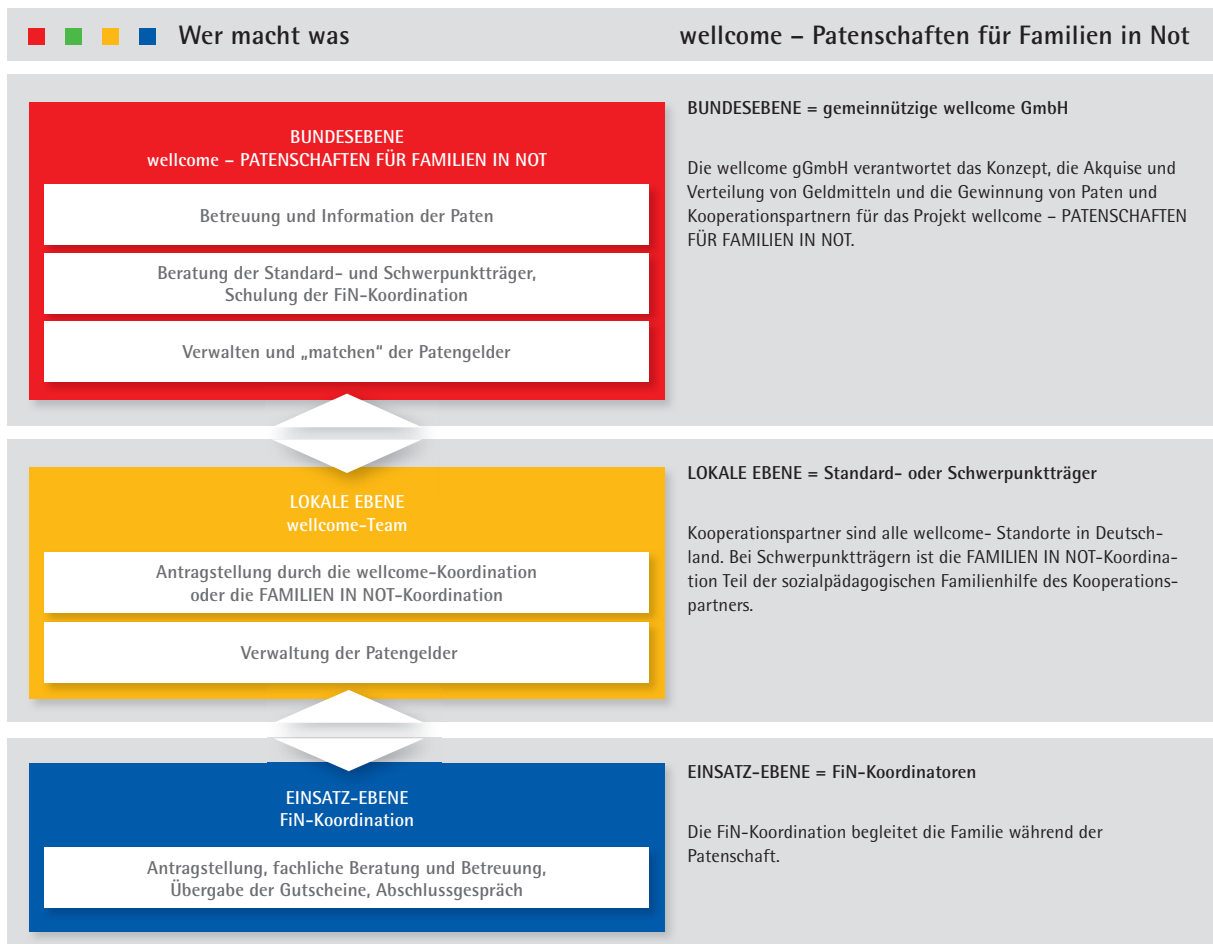 Wer macht was
wellcome – Patenschaften für Familien in Not
BUNDESEBENE
wellcome – PATENSCHAFTEN FÜR FAMILIEN IN NOT
Betreuung und Information der Paten
Beratung der Standard- und Schwerpunktträger,
Schulung der FiN-Koordination
Verwalten und „matchen“ der Patengelder
BUNDESEBENE = gemeinnützige wellcome GmbH
Die wellcome gGmbH verantwortet das Konzept, die Akquise und
Verteilung von Geldmitteln und die Gewinnung von Paten und
Kooperationspartnern für das Projekt wellcome – PATENSCHAFTEN
FÜR FAMILIEN IN NOT.
LOKALE EBENE
wellcome-Team
Antragstellung durch die wellcome-Koordination
oder die FAMILIEN IN NOT-Koordination
Verwaltung der Patengelder
LOKALE EBENE = Standard- oder Schwerpunktträger
Kooperationspartner sind alle wellcome- Standorte in Deutsch-
land. Bei Schwerpunktträgern ist die FAMILIEN IN NOT-Koordina-
tion Teil der sozialpädagogischen Familienhilfe des Kooperations-
partners.
EINSATZ-EBENE
FiN-Koordination
Antragstellung, fachliche Beratung und Betreuung,
Übergabe der Gutscheine, Abschlussgespräch
EINSATZ-EBENE = FiN-Koordinatoren
Die FiN-Koordination begleitet die Familie während der
Patenschaft.